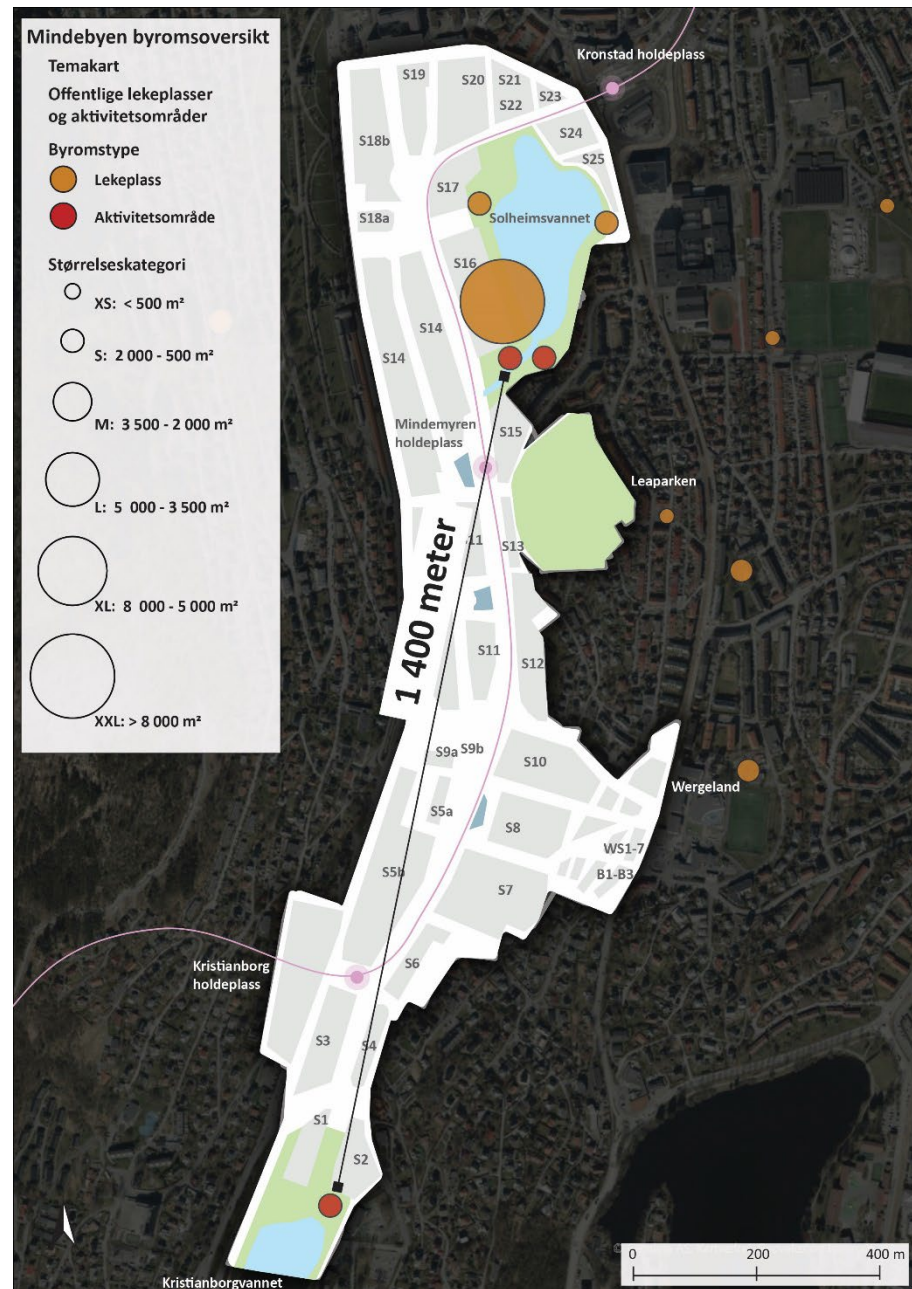 Mindebyen byromsoversikt
Temakart
Offentlige lekeplasser
og aktivitetsområder
Byromstype
Lekeplass
Aktivitetsområde
Størrelseskategori
XS: < 500 m²
S: 2 000 - 500 m²
M: 3 500 - 2 000 m²
L: 5 000 - 3 500 m²
XL: 8 000 - 5 000 m²
XXL: > 8 000 m²
Kronstad holdeplass
S19
S20
S21
S22
S23
S24
S25
S18b
S17
S18a
Solheimsvannet
S16
S14
S14
Mindemyren
holdeplass
S15
Leaparken
11
S13
1 400 meter
S11
S12
S9a
S9b
S10
Wergeland
S5a
S8
WS1-7
B1-B3
S5b
S7
Kristianborg
holdeplass
S6
S3
S4
S1
S2
Kristianborgvannet
0
200
400 m